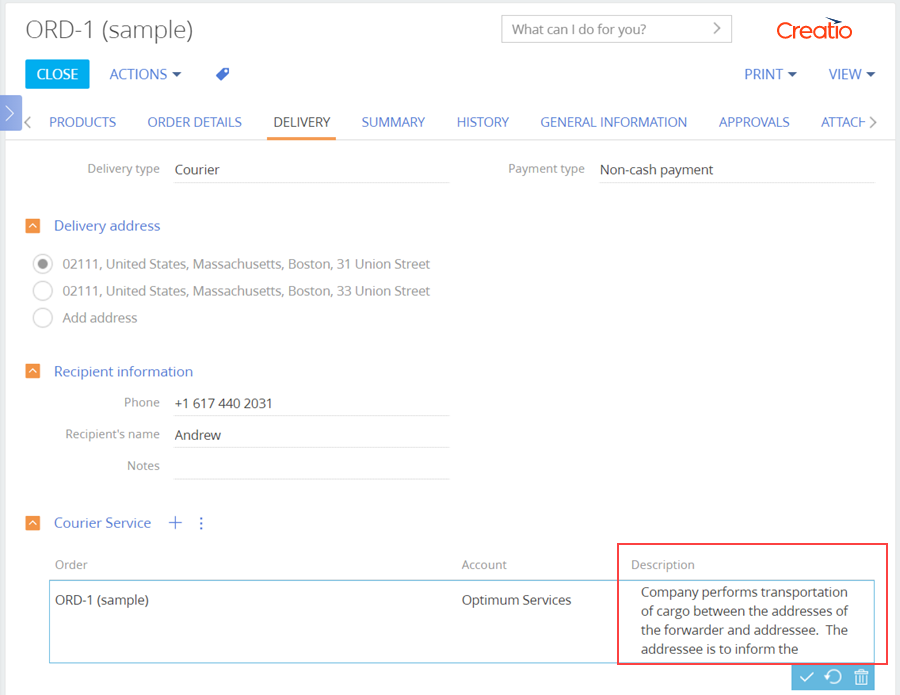 ORD-1 (sample)
What can I do for you?
Creatio
CLOSE
ACTIONS
PRINT
VIEW
PRODUCTS
ORDER DETAILS
DELIVERY
SUMMARY
HISTORY
GENERAL INFORMATION
APPROVALS
ATTACH
Delivery type
Courier
Payment type
Non-cash payment
Delivery address
02111, United States, Massachusetts, Boston, 31 Union Street
02111, United States, Massachusetts, Boston, 33 Union Street
Add address
Recipient information
Phone
+1 617 440 2031
Recipient's name
Andrew
Notes
Courier Service
Order
Account
Description
ORD-1 (sample)
Optimum Services
Company performs transportation
of cargo between the addresses of
the forwarder and addressee.  The
addressee is to inform the